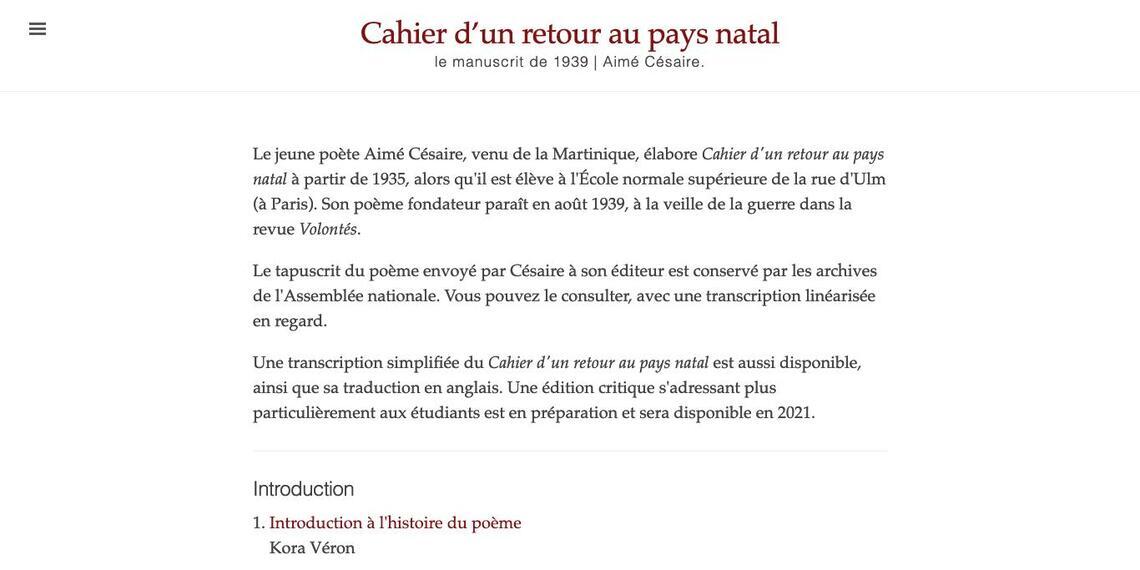 Cahier d’un retour au pays natal
le manuscrit de 1939 | Aimé Césaire.
Le jeune poète Aimé Césaire, venu de la Martinique, élabore Cahier d’un retour au pays
natal à partir de 1935, alors qu'il est élève à l'École normale supérieure de la rue d'Ulm
(à Paris). Son poème fondateur paraît en août 1939, à la veille de la guerre dans la
revue Volontés.
Le tapuscrit du poème envoyé par Césaire à son éditeur est conservé par les archives
de l'Assemblée nationale. Vous pouvez le consulter, avec une transcription linéarisée
en regard.
Une transcription simplifiée du Cahier d’un retour au pays natal est aussi disponible,
ainsi que sa traduction en anglais. Une édition critique s'adressant plus
particulièrement aux étudiants est en préparation et sera disponible en 2021.
Introduction
1. Introduction à l'histoire du poème
Kora Véron